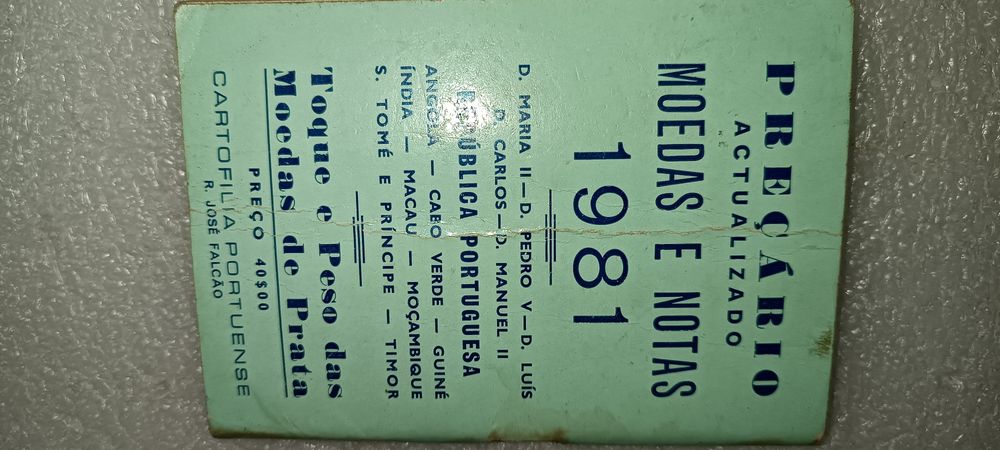 PREÇÁRIO
ACTUALIZADO
MOEDAS E NOTAS
1981
D. MARIA II — D. PEDRO V — D. LUÍS
D. CARLOS — D. MANUEL II
REPÚBLICA PORTUGUESA
ANGOLA — CABO VERDE — GUINÉ
ÍNDIA — MACAU — MOÇAMBIQUE
S. TOMÉ E PRÍNCIPE — TIMOR
Toque e Peso das
Moedas de Prata
PREÇO 40$00
CARTOFILIA PORTUENSE
R. JOSÉ FALCÃO